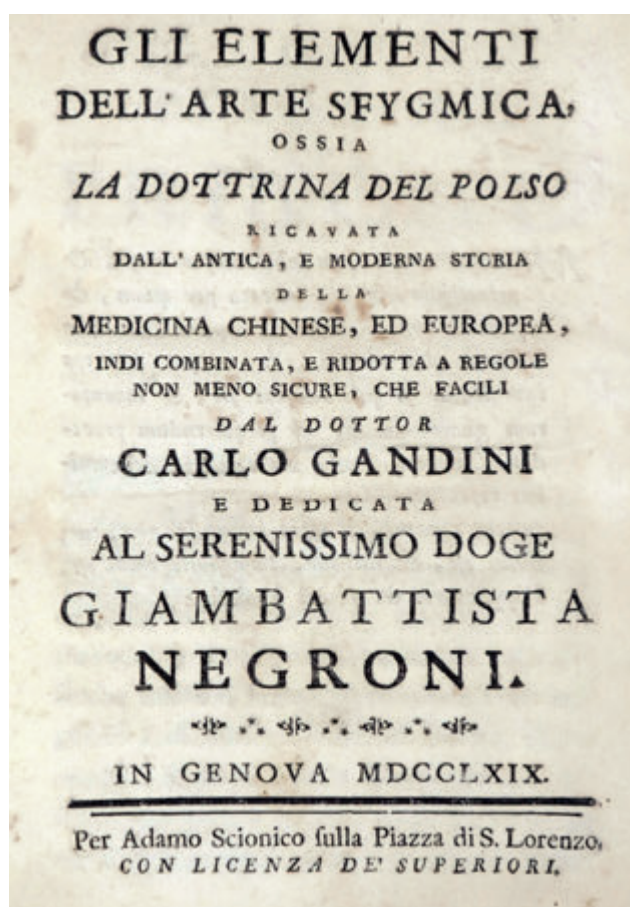 GLI ELEMENTI
DELL'ARTE SFYGMICA,
OSSIA
LA DOTTRINA DEL POLSO
RICAVATA
DALL' ANTICA, E MODERNA STORIA
DELLA
MEDICINA CHINESE, ED EUROPEA,
INDI COMBINATA, E RIDOTTA A REGOLE
NON MENO SICURE, CHE FACILI
DAL DOTTOR
CARLO GANDINI
E DEDICATA
AL SERENISSIMO DOGE
GIAMBATTISTA
NEGRONI.
IN GENOVA MDCCLXIX.
Per Adamo Scionico ſulla Piazza di S. Lorenzo,
CON LICENZA DE' SUPERIORI.